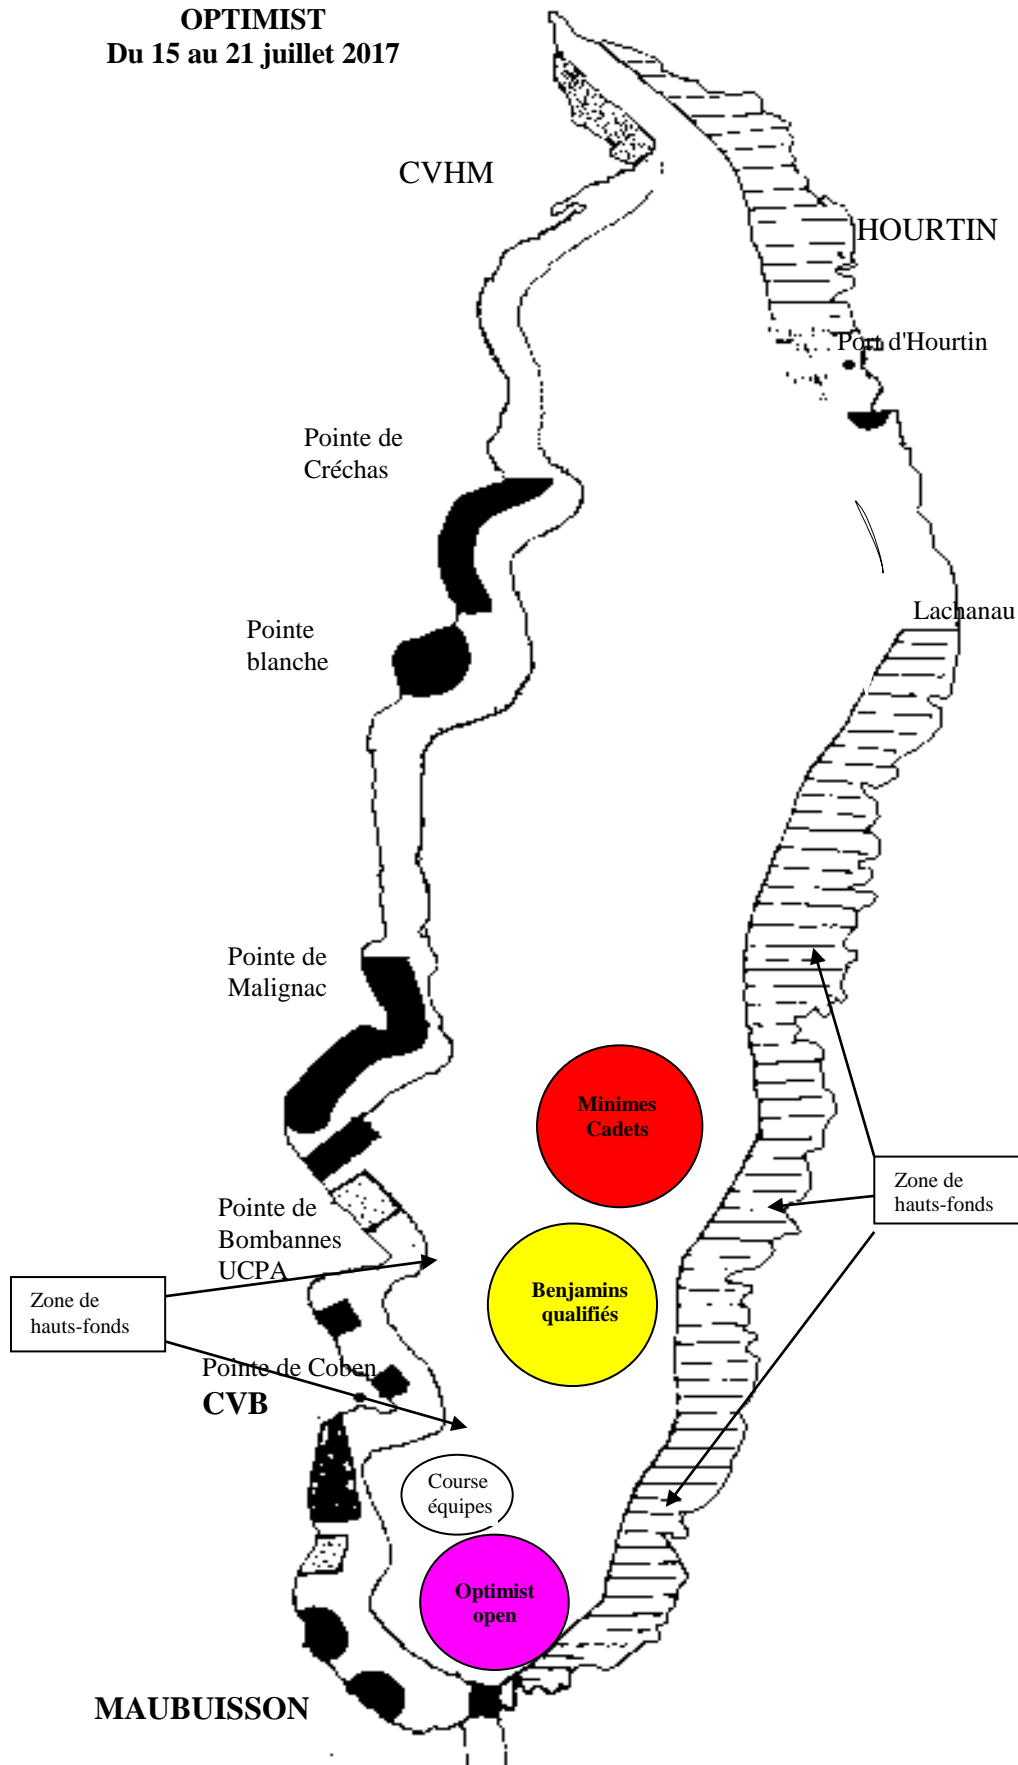 OPTIMIST
Du 15 au 21 juillet 2017
CVHM
HOURTIN
Port d'Hourtin
Pointe de
Créchas
Lachanau
Pointe
blanche
Pointe de
Malignac
Minimes
Cadets
Zone de
hauts-fonds
Pointe de
Bombannes
UCPA
Zone de
hauts-fonds
Benjamins
qualifiés
Pointe de Coben
CVB
Course
équipes
Optimist
open
MAUBUISSON